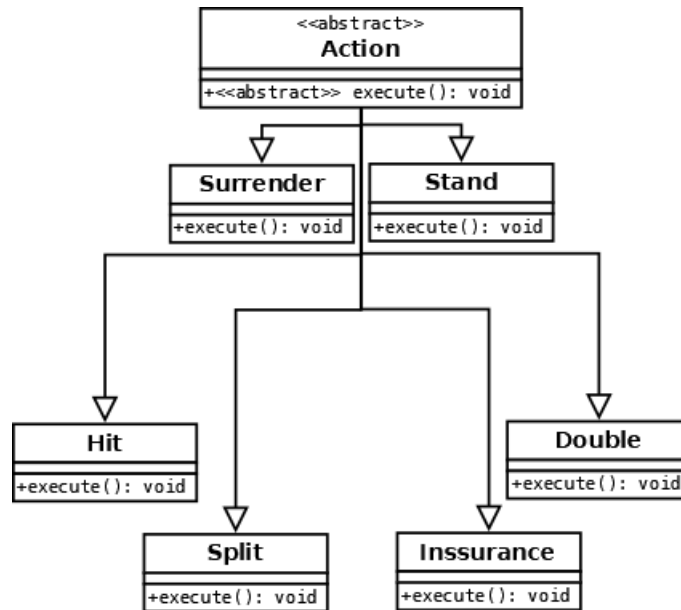 <<abstract>>
Action
+<<abstract>> execute(): void
Surrender
+execute(): void
Stand
+execute(): void
Hit
+execute(): void
Double
+execute(): void
Split
+execute(): void
Inssurance
+execute(): void